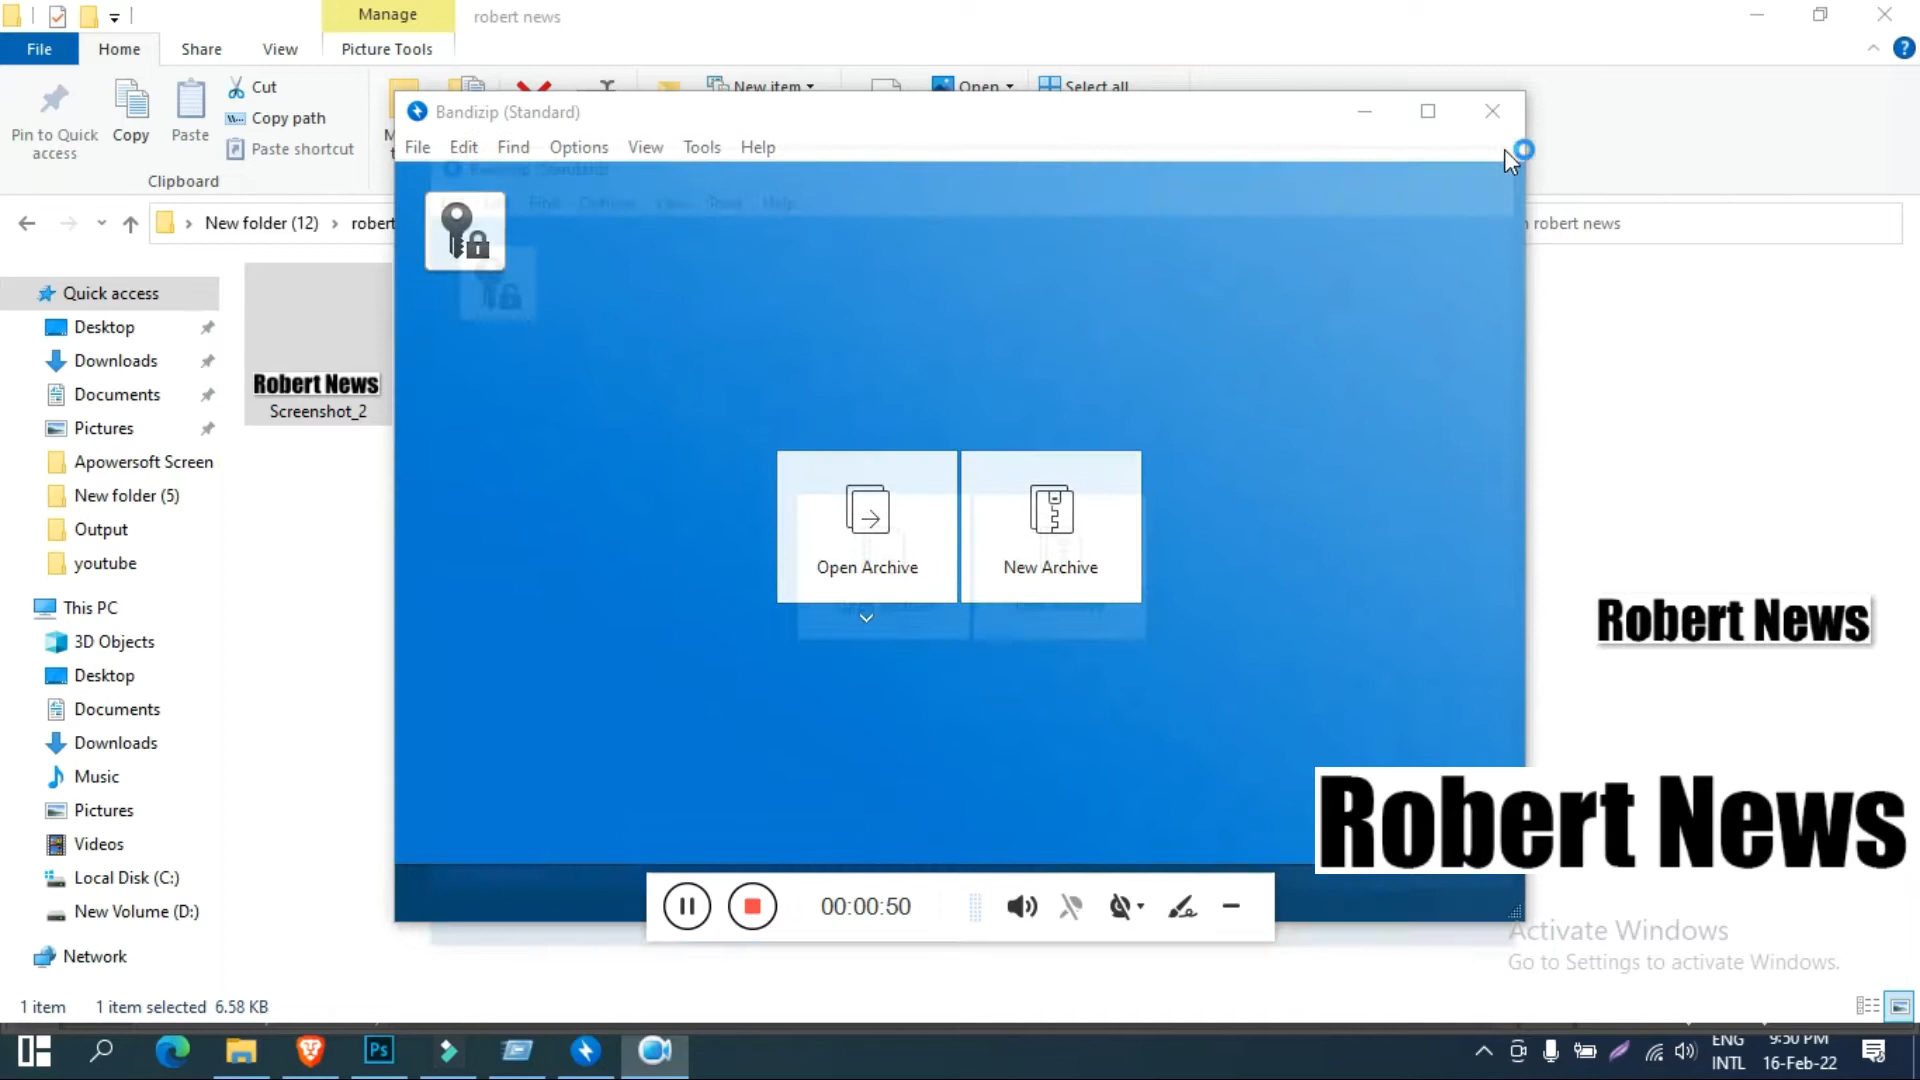 Manage
robert news
File
Home
Share
View
Picture Tools
Pin to Quick
access
Copy
Paste
Cut
Copy path
Paste shortcut
Clipboard
New item
Open
Select all
Bandizip (Standard)
File Edit Find Options View Tools Help
New folder (12)
robert
robert news
Quick access
Desktop
Downloads
Documents
Pictures
Apowersoft Screen
New folder (5)
Output
youtube
This PC
3D Objects
Desktop
Documents
Downloads
Music
Pictures
Videos
Local Disk (C:)
New Volume (D:)
Network
Robert News
Screenshot_2
Open Archive
New Archive
Robert News
Robert News
00:00:50
Activate Windows
Go to Settings to activate Windows.
1 item
1 item selected 6.58 KB
Ps
ENG
INTL
9:50 PM
16-Feb-22